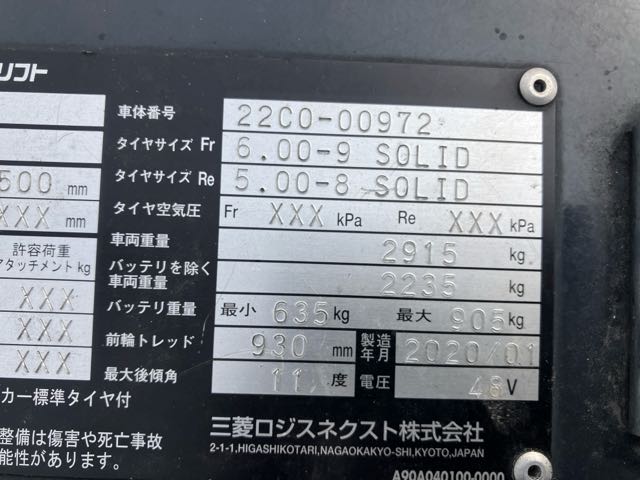 リフト
車体番号 22C0-00972
タイヤサイズ Fr 6.00-9 SOLID
500 mm タイヤサイズ Re 5.00-8 SOLID
XXX mm タイヤ空気圧 Fr XXX kPa Re XXX kPa
車両重量 2915 kg
許容荷重
アタッチメント kg
バッテリを除く
車両重量 2235 kg
XXX バッテリ重量 最小 635 kg 最大 905 kg
XXX 前輪トレッド 930 mm 製造年月 2020/01
XXX 最大後傾角 11 度 電圧 48 V
カー標準タイヤ付
三菱ロジスネクスト株式会社
整備は傷害や死亡事故
2-1-1,HIGASHIKOTARI,NAGAOKAKYO-SHI,KYOTO,JAPAN
能性があります。
A90A040100-0000